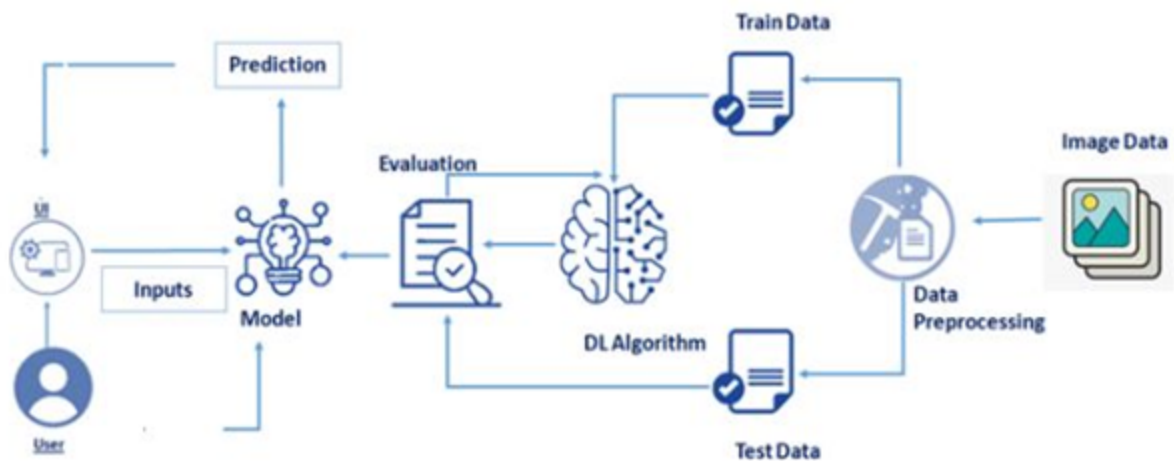 Train Data
Prediction
Image Data
Evaluation
UI
Inputs
Model
Data
Preprocessing
DL Algorithm
User
Test Data